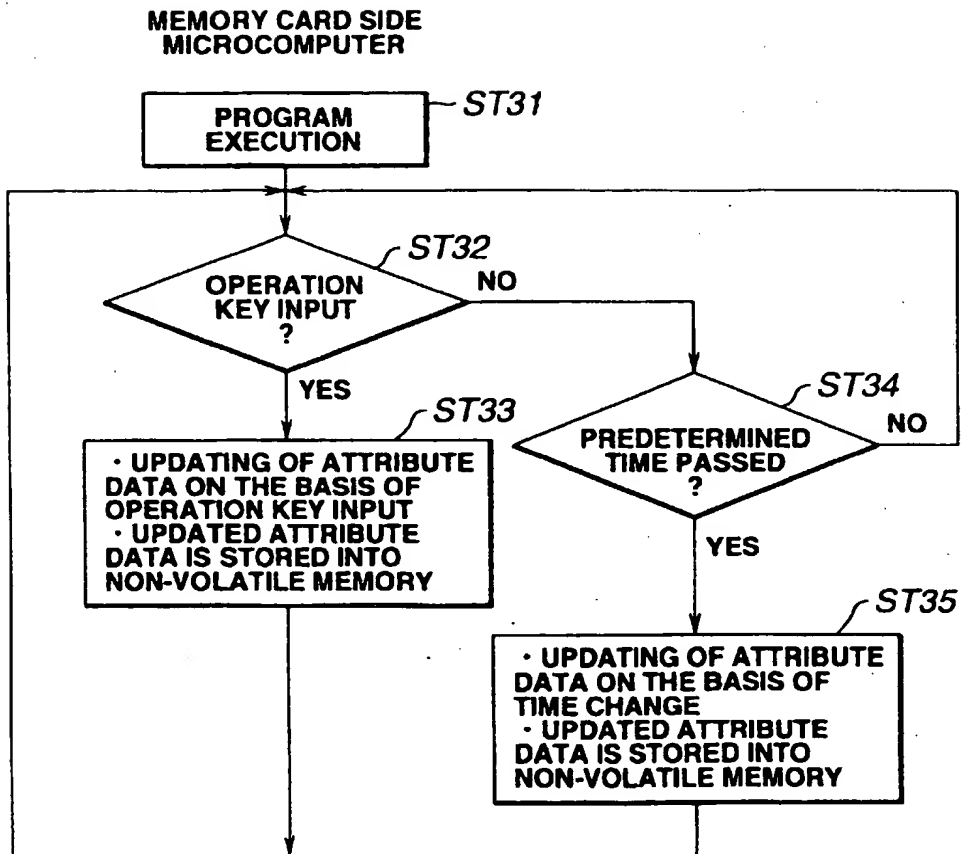 MEMORY CARD SIDE
MICROCOMPUTER
PROGRAM
EXECUTION
ST31
ST32
OPERATION
KEY INPUT
?
NO
YES
ST33
· UPDATING OF ATTRIBUTE
DATA ON THE BASIS OF
OPERATION KEY INPUT
· UPDATED ATTRIBUTE
DATA IS STORED INTO
NON-VOLATILE MEMORY
ST34
PREDETERMINED
TIME PASSED
?
NO
YES
ST35
· UPDATING OF ATTRIBUTE
DATA ON THE BASIS OF
TIME CHANGE
· UPDATED ATTRIBUTE
DATA IS STORED INTO
NON-VOLATILE MEMORY